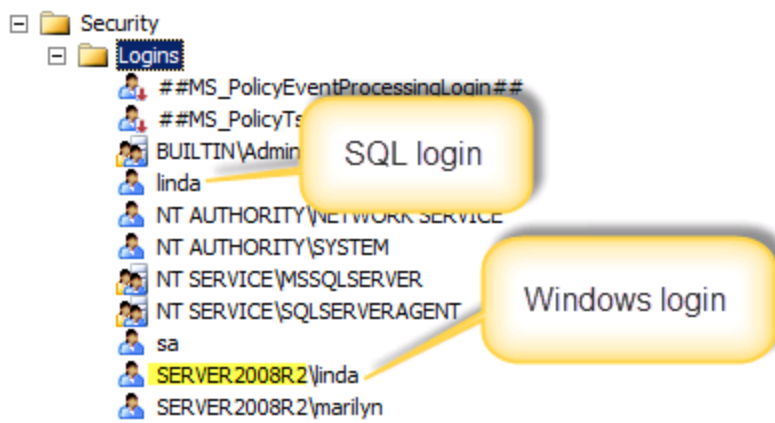 Security
Logins
##MS_PolicyEventProcessingLogin##
##MS_PolicyTs
BUILTIN\Admin
SQL login
linda
NT AUTHORITY\NETWORK SERVICE
NT AUTHORITY\SYSTEM
NT SERVICE\MSSQLSERVER
NT SERVICE\SQLSERVERAGENT
Windows login
sa
SERVER2008R2\linda
SERVER2008R2\marilyn